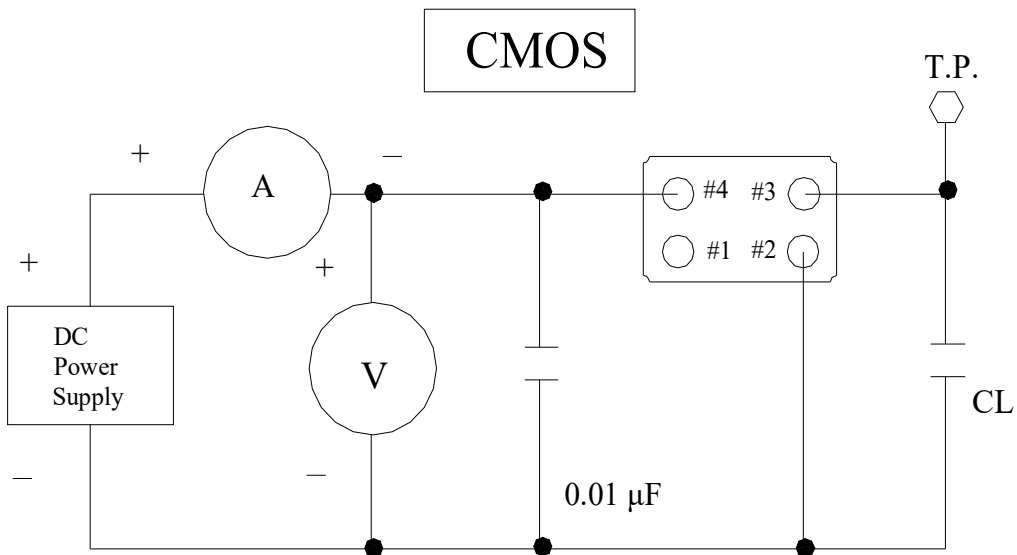 CMOS
T.P.
+
A
–
#4 #3
#1 #2
+
+
DC
Power
Supply
V
CL
–
–
0.01 μF